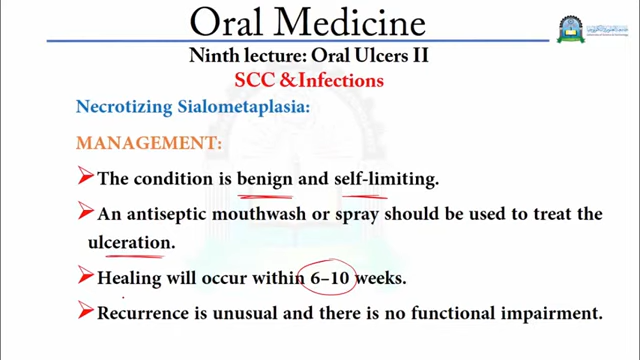 Oral Medicine
Ninth lecture: Oral Ulcers II
SCC &Infections
Necrotizing Sialometaplasia:
MANAGEMENT:
The condition is benign and self-limiting.
An antiseptic mouthwash or spray should be used to treat the
ulceration.
Healing will occur within 6–10 weeks.
Recurrence is unusual and there is no functional impairment.